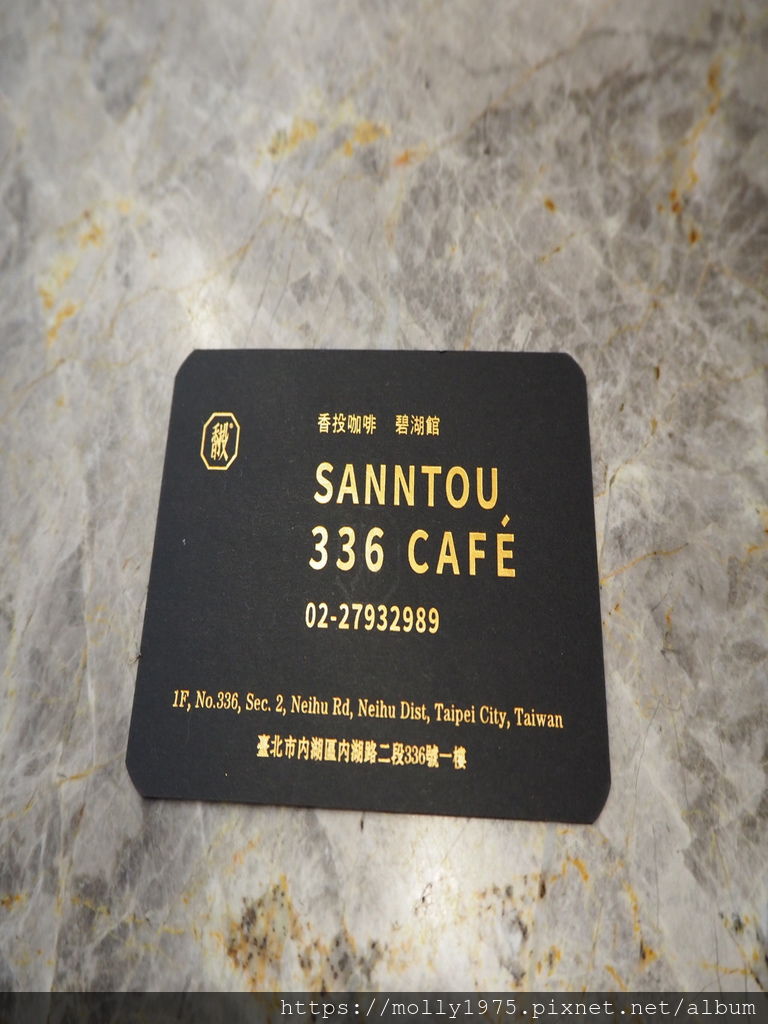 香投咖啡 碧湖館
SANNTOU
336 CAFÉ
02-27932989
1F, No.336, Sec. 2, Neihu Rd, Neihu Dist, Taipei City, Taiwan
臺北市內湖區內湖路二段336號一樓
https://molly1975.pixnet.net/album